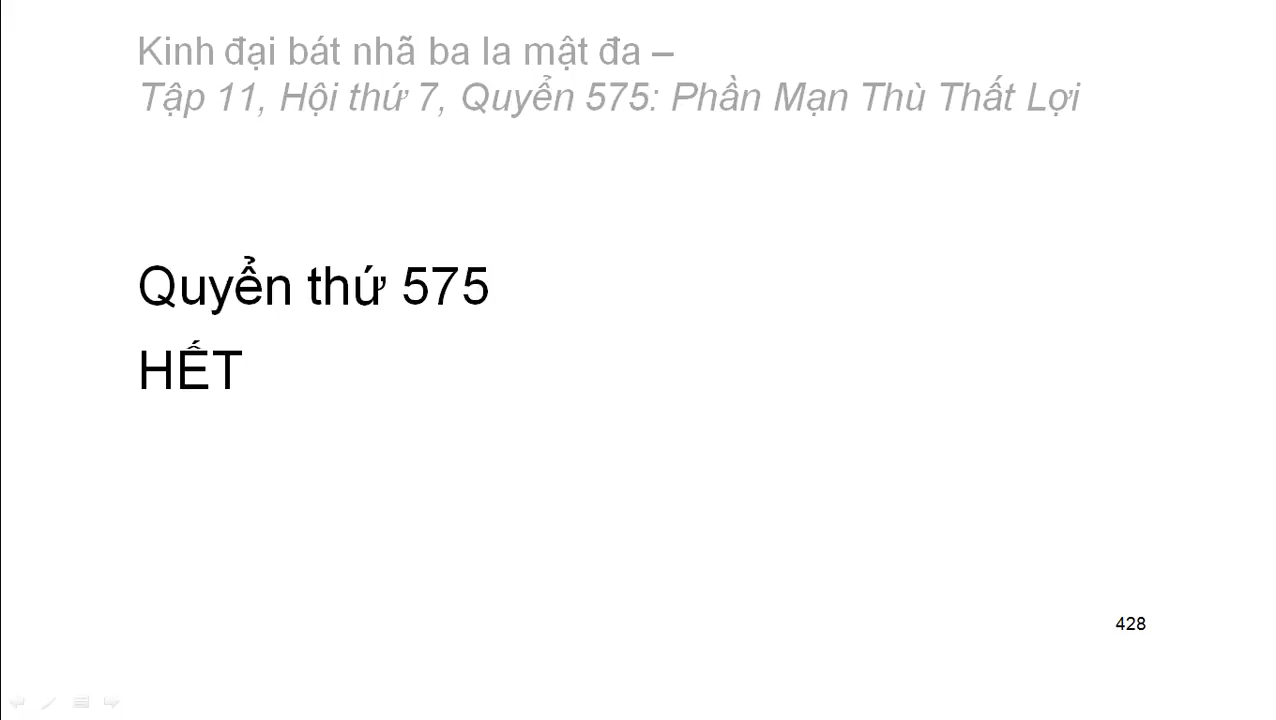 Kinh đại bát nhã ba la mật đa –
Tập 11, Hội thứ 7, Quyển 575: Phần Mạn Thù Thất Lợi
Quyển thứ 575
HẾT
428